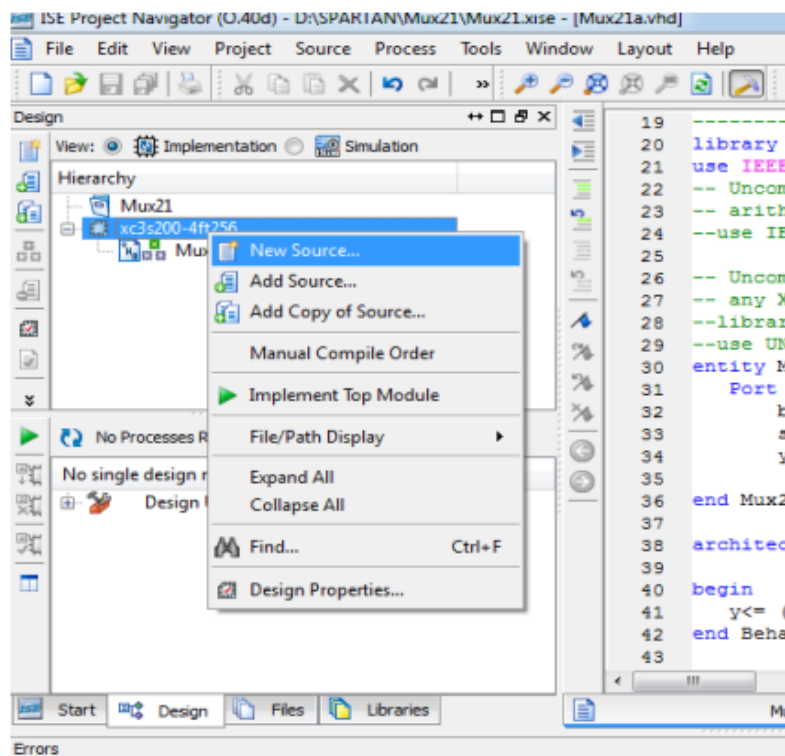 ISE Project Navigator (O.40d) - D:\SPARTAN\Mux21\Mux21.xise - [Mux21a.vhd]
File Edit View Project Source Process Tools Window Layout Help
Design
View: Implementation Simulation
Hierarchy
Mux21
xc3s200-4ft256
Mux
New Source...
Add Source...
Add Copy of Source...
Manual Compile Order
Implement Top Module
File/Path Display
Expand All
Collapse All
Find... Ctrl+F
Design Properties...
No Processes R
No single design
Design
Start Design Files Libraries
Errors
19 --------
20 library
21 use IEEE
22 -- Uncom
23 -- arith
24 --use IE
25
26 -- Uncom
27 -- any X
28 --librar
29 --use UN
30 entity M
31 Port
32 b
33 s
34 y
35
36 end Mux2
37
38 architec
39
40 begin
41 y<= (
42 end Beha
43